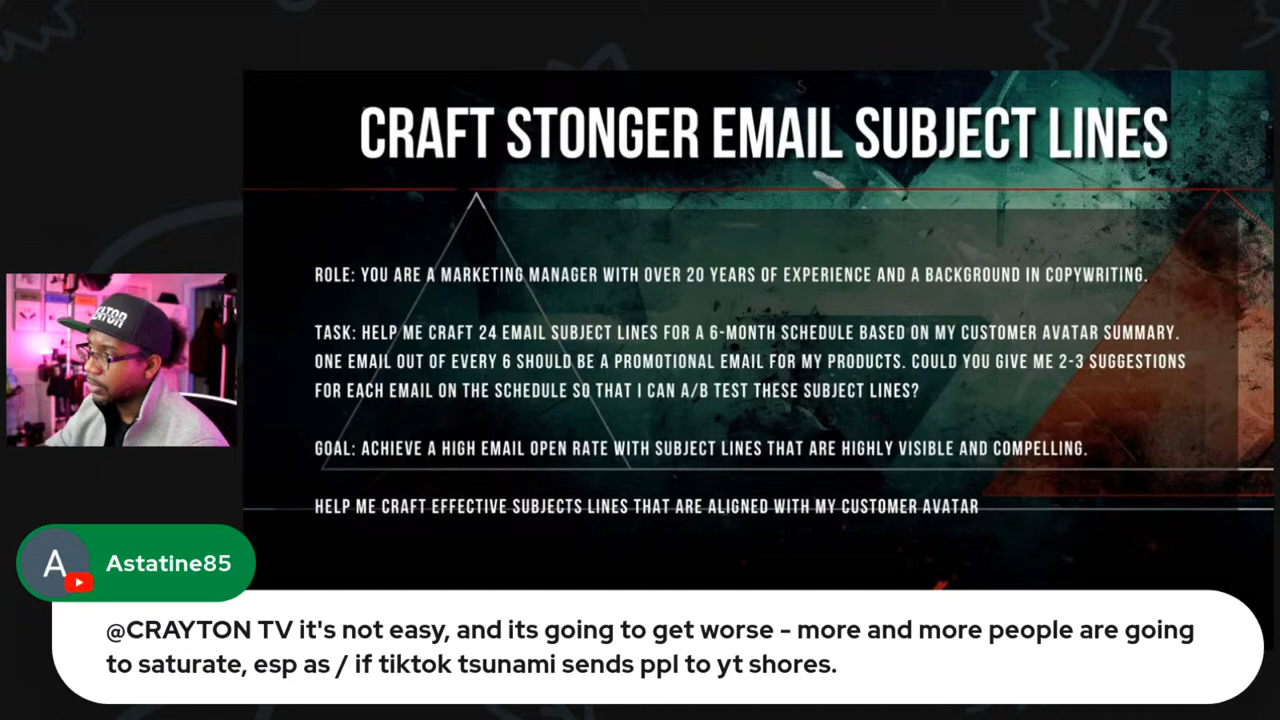 CRAFT STONGER EMAIL SUBJECT LINES
ROLE: YOU ARE A MARKETING MANAGER WITH OVER 20 YEARS OF EXPERIENCE AND A BACKGROUND IN COPYWRITING.
TASK: HELP ME CRAFT 24 EMAIL SUBJECT LINES FOR A 6-MONTH SCHEDULE BASED ON MY CUSTOMER AVATAR SUMMARY.
ONE EMAIL OUT OF EVERY 6 SHOULD BE A PROMOTIONAL EMAIL FOR MY PRODUCTS. COULD YOU GIVE ME 2-3 SUGGESTIONS
FOR EACH EMAIL ON THE SCHEDULE SO THAT I CAN A/B TEST THESE SUBJECT LINES?
GOAL: ACHIEVE A HIGH EMAIL OPEN RATE WITH SUBJECT LINES THAT ARE HIGHLY VISIBLE AND COMPELLING.
HELP ME CRAFT EFFECTIVE SUBJECTS LINES THAT ARE ALIGNED WITH MY CUSTOMER AVATAR
A
Astatine85
@CRAYTON TV it's not easy, and its going to get worse - more and more people are going
to saturate, esp as / if tiktok tsunami sends ppl to yt shores.